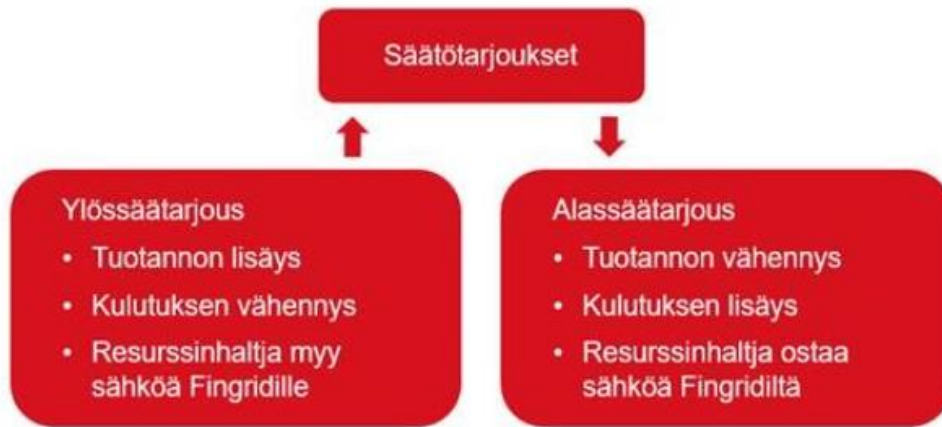 Säätötarjoukset
Ylössäätarjous
• Tuotannon lisäys
• Kulutuksen vähennys
• Resurssinhaltja myy
sähköä Fingridille
Alassäätarjous
• Tuotannon vähennys
• Kulutuksen lisäys
• Resurssinhaltja ostaa
sähköä Fingridiltä